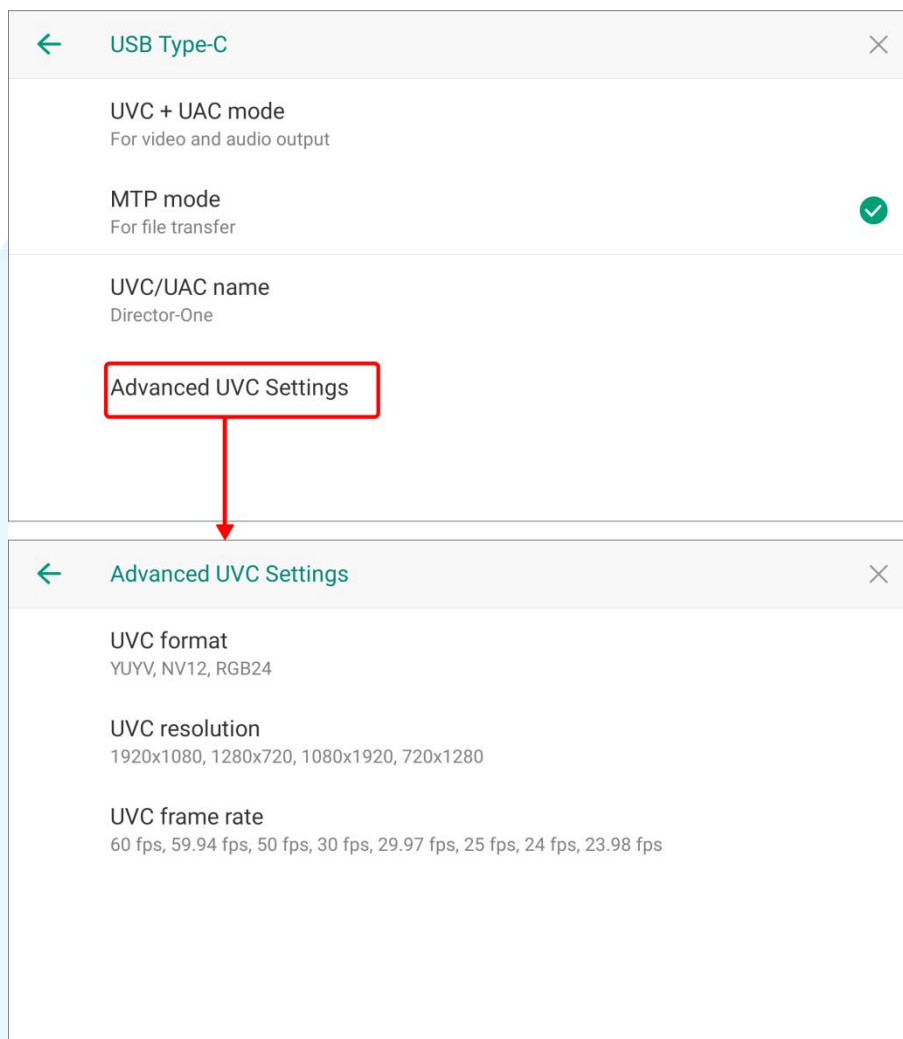 USB Type-C
UVC + UAC mode
For video and audio output
MTP mode
For file transfer
UVC/UAC name
Director-One
Advanced UVC Settings
Advanced UVC Settings
UVC format
YUYV, NV12, RGB24
UVC resolution
1920x1080, 1280x720, 1080x1920, 720x1280
UVC frame rate
60 fps, 59.94 fps, 50 fps, 30 fps, 29.97 fps, 25 fps, 24 fps, 23.98 fps